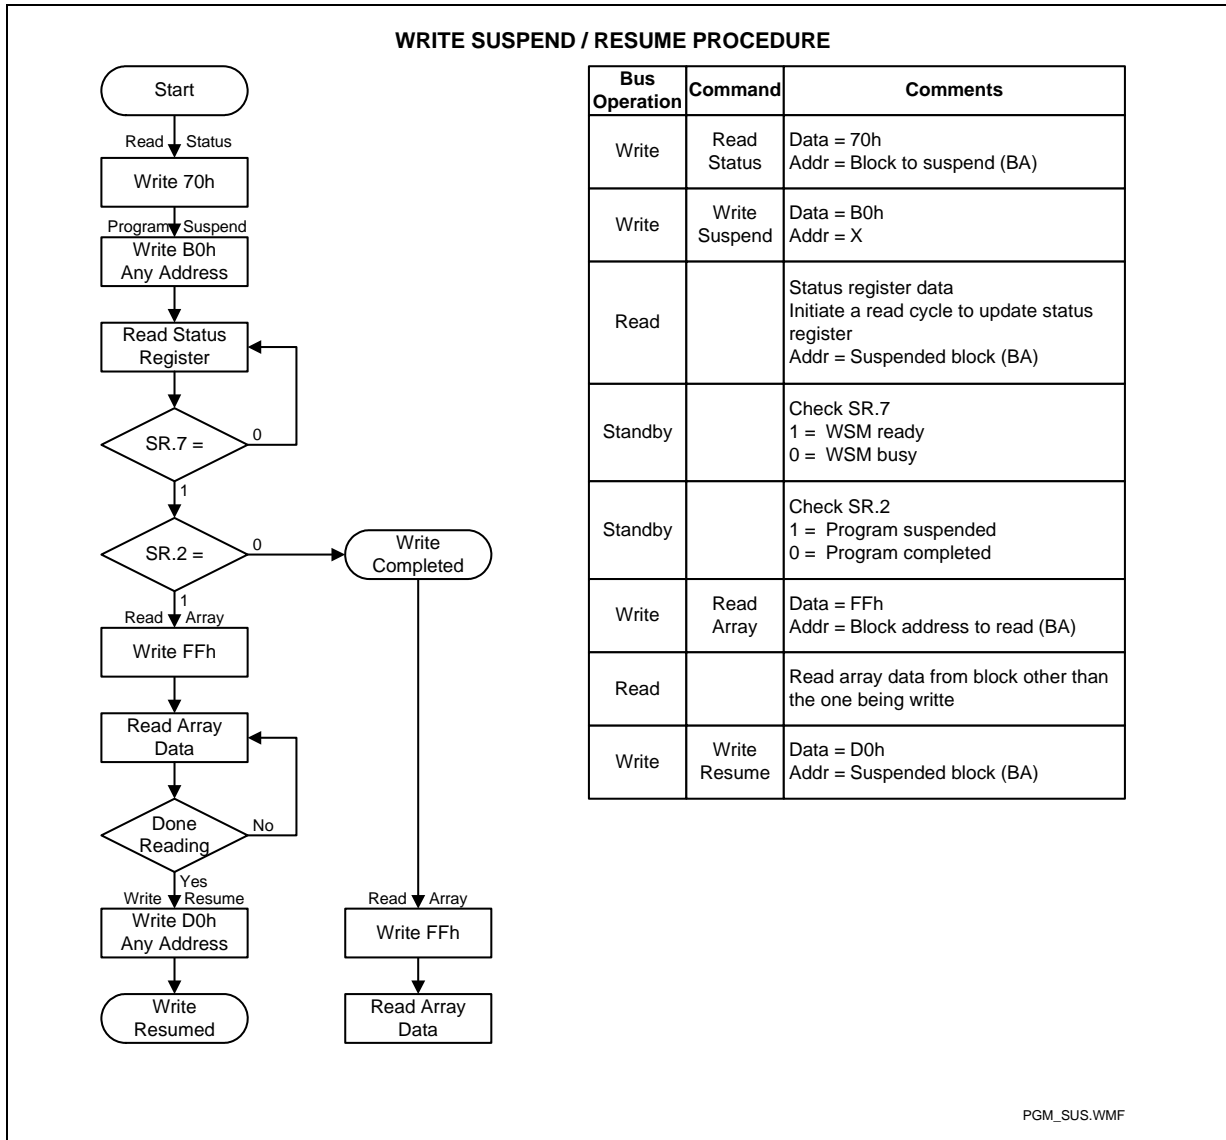 WRITE SUSPEND / RESUME PROCEDURE
Start
Read Status
Write 70h
Program Suspend
Write B0h
Any Address
Read Status
Register
SR.7 =
0
1
SR.2 =
0
Write
Completed
1
Read Array
Write FFh
Read Array
Data
Done
Reading
No
Yes
Write Resume
Write D0h
Any Address
Write
Resumed
Read Array
Write FFh
Read Array
Data
Bus
Operation
Command
Comments
Write
Read
Status
Data = 70h
Addr = Block to suspend (BA)
Write
Write
Suspend
Data = B0h
Addr = X
Read
Status register data
Initiate a read cycle to update status
register
Addr = Suspended block (BA)
Standby
Check SR.7
1 = WSM ready
0 = WSM busy
Standby
Check SR.2
1 = Program suspended
0 = Program completed
Write
Read
Array
Data = FFh
Addr = Block address to read (BA)
Read
Read array data from block other than
the one being writte
Write
Write
Resume
Data = D0h
Addr = Suspended block (BA)
PGM_SUS.WMF